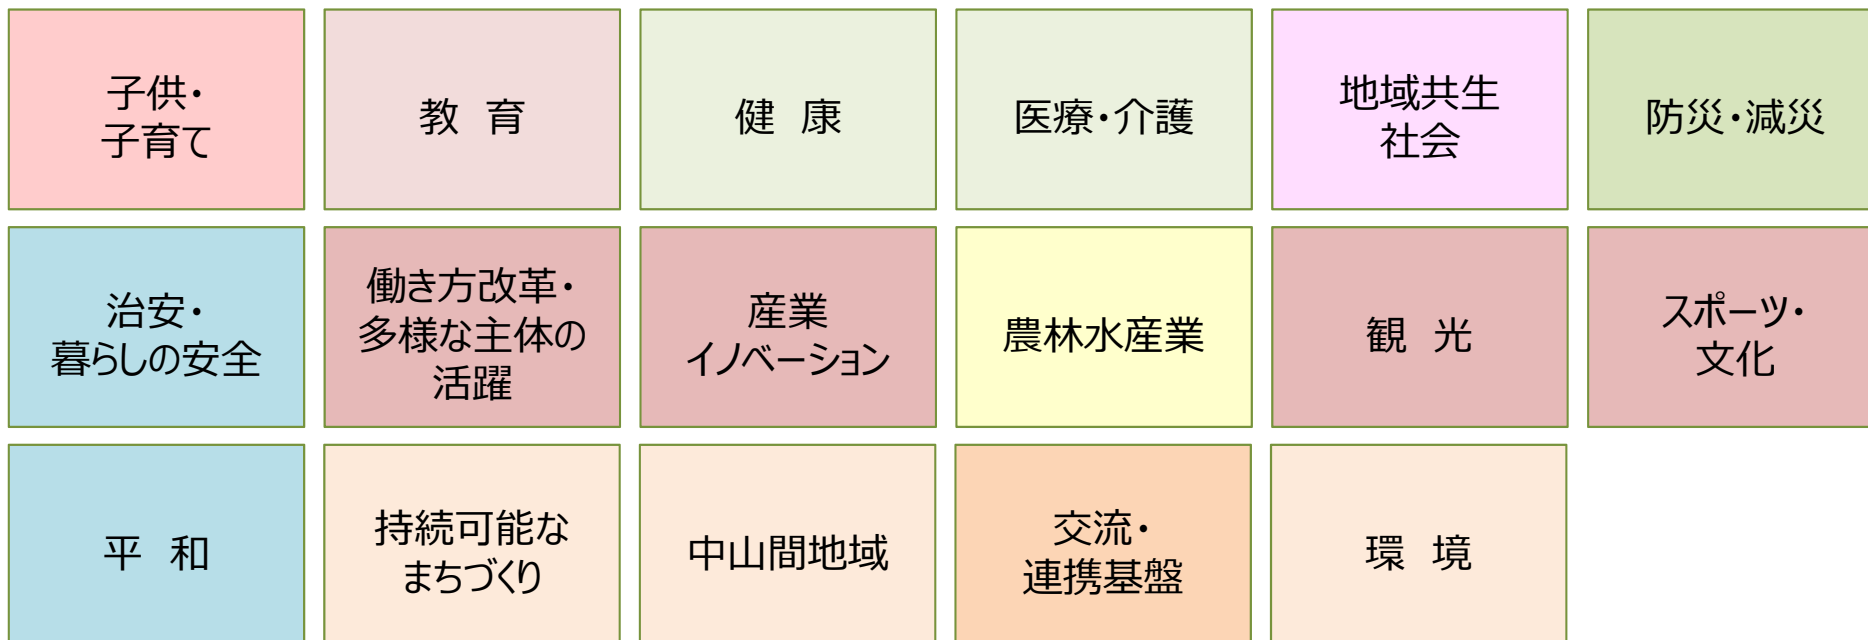 子供・
子育て
教　育
健　康
医療・介護
地域共生
社会
防災・減災
治安・
暮らしの安全
働き方改革・
多様な主体の
活躍
産業
イノベーション
農林水産業
観　光
スポーツ・
文化
平　和
持続可能な
まちづくり
中山間地域
交流・
連携基盤
環　境